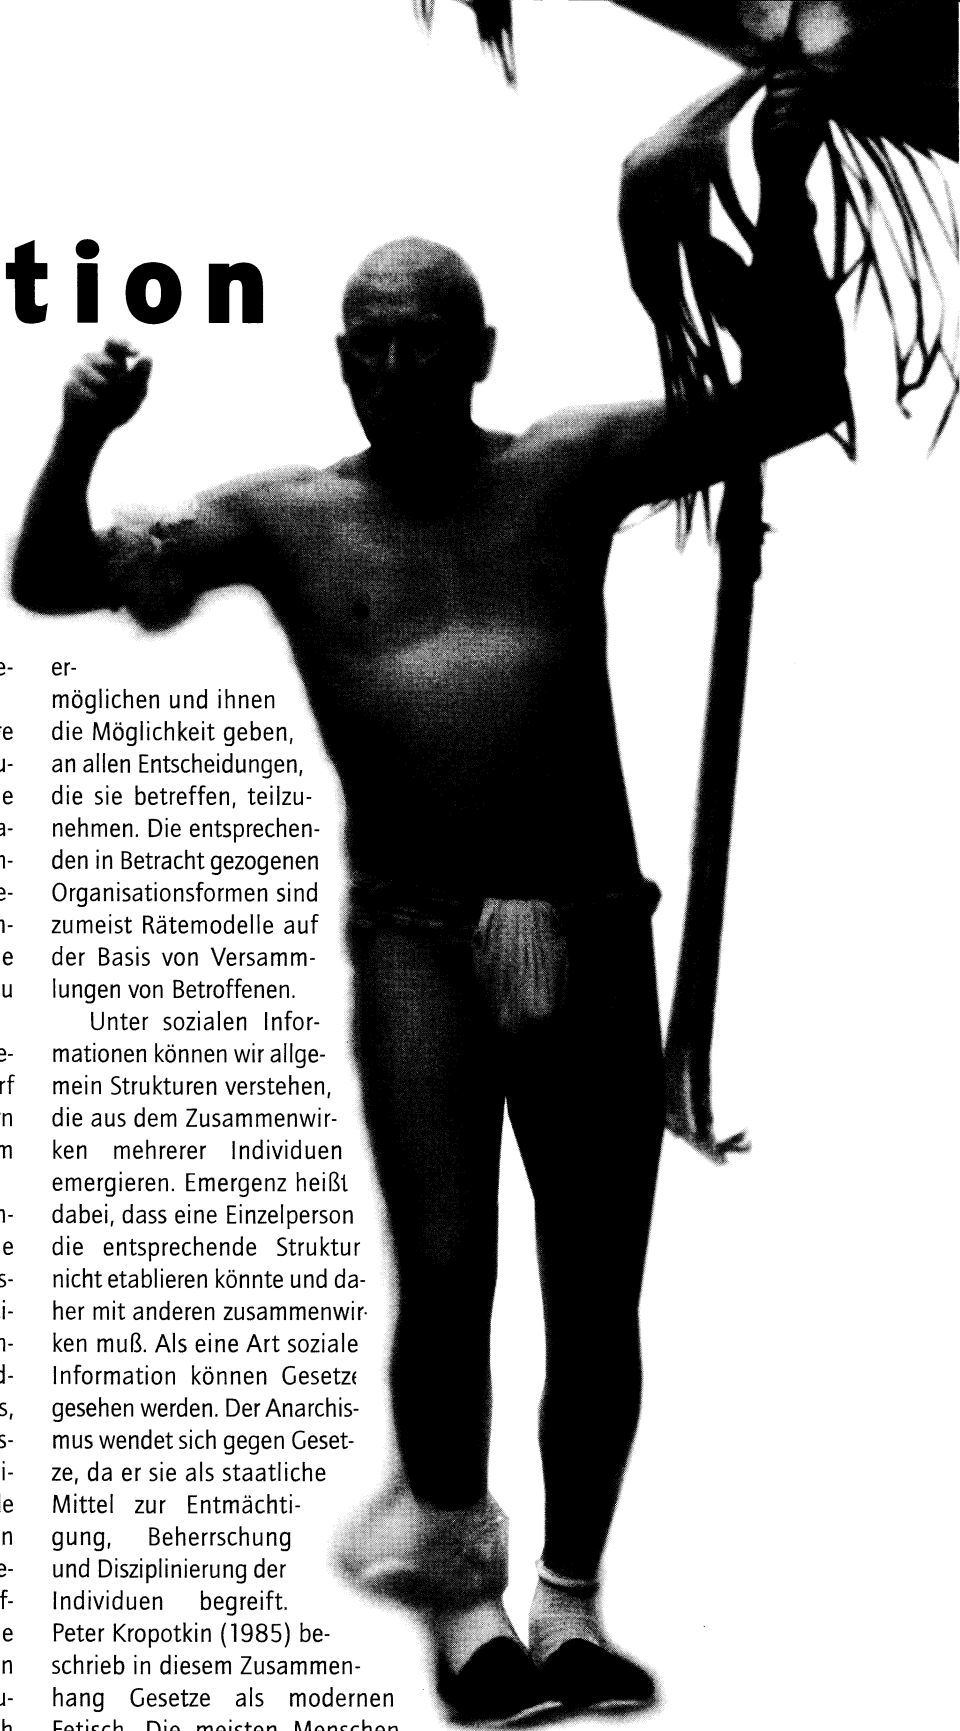 tion
er-
möglichen und ihnen
die Möglichkeit geben,
an allen Entscheidungen,
die sie betreffen, teilzu-
nehmen. Die entsprechen-
den in Betracht gezogenen
Organisationsformen sind
zumeist Rätemodelle auf
der Basis von Versamm-
lungen von Betroffenen.
Unter sozialen Infor-
mationen können wir allge-
mein Strukturen verstehen,
die aus dem Zusammenwir-
ken mehrerer Individuen
emergieren. Emergenz heißt
dabei, dass eine Einzelperson
die entsprechende Struktur
nicht etablieren könnte und da-
her mit anderen zusammenwir-
ken muß. Als eine Art soziale
Information können Gesetze
gesehen werden. Der Anarchis-
mus wendet sich gegen Geset-
ze, da er sie als staatliche
Mittel zur Entmächti-
gung, Beherrschung
und Disziplinierung der
Individuen begreift.
Peter Kropotkin (1985) be-
schrieb in diesem Zusammen-
hang Gesetze als modernen
Fetisch. Die meisten Menschen